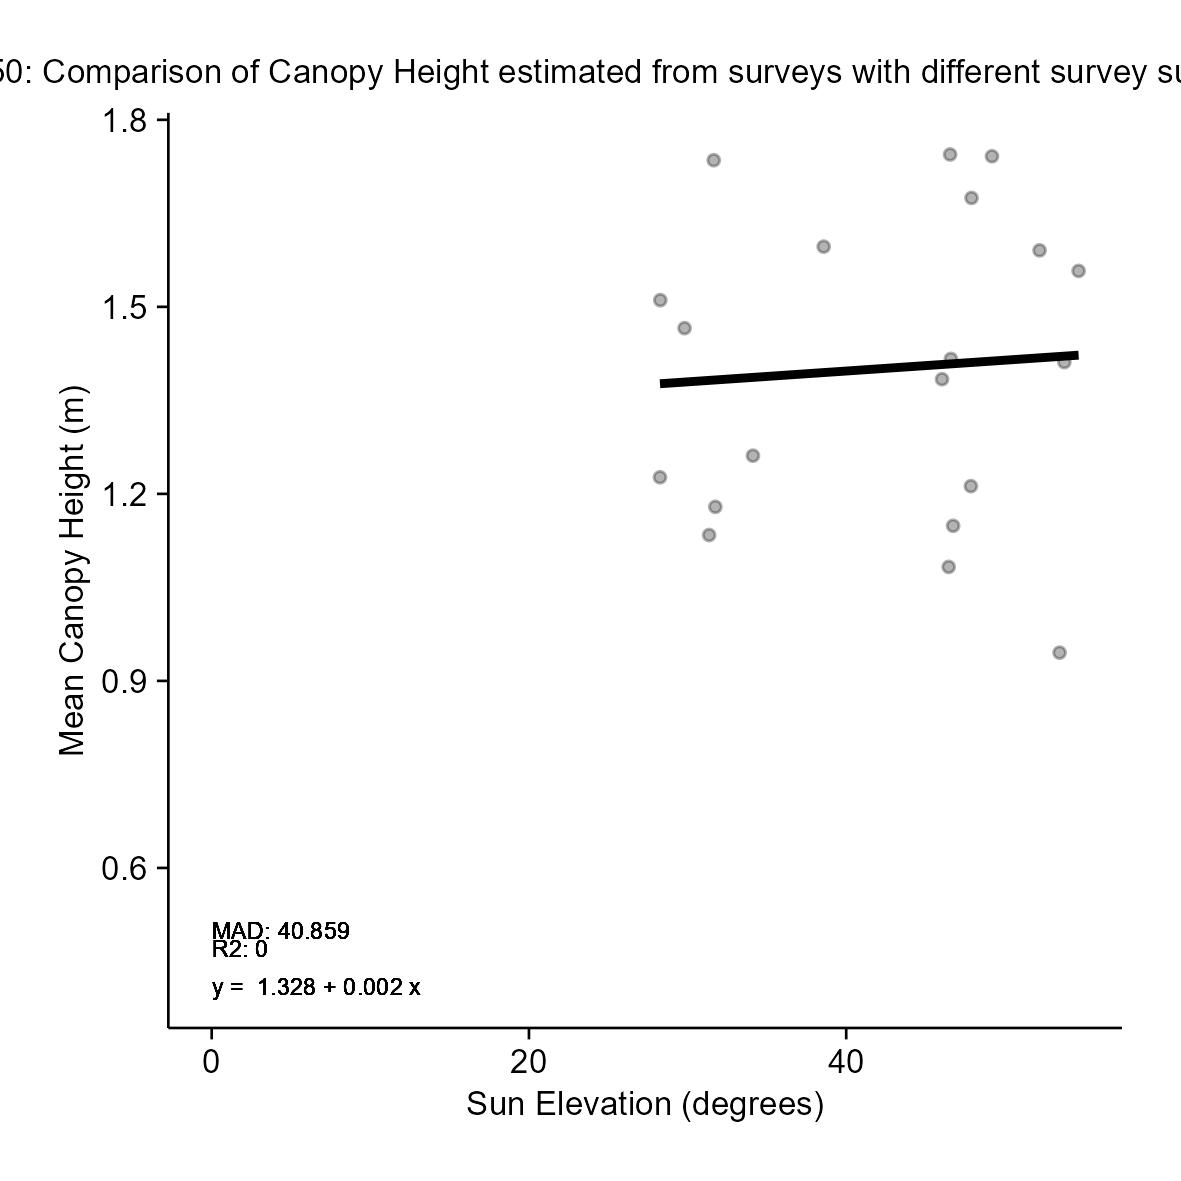 50: Comparison of Canopy Height estimated from surveys with different survey
1.8
1.5
1.2
0.9
0.6
Mean Canopy Height (m)
MAD: 40.859
R2: 0
y =  1.328 + 0.002 x
0 20 40
Sun Elevation (degrees)